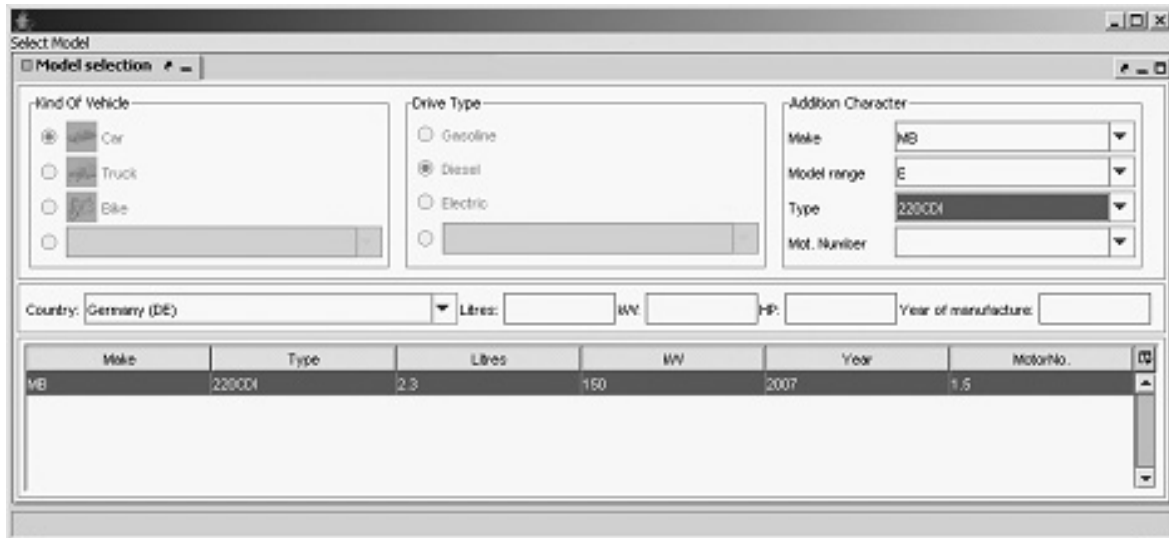 Select Model
Model selection
Kind Of Vehicle
Car
Truck
Bike
Drive Type
Gasoline
Diesel
Electric
Addition Character
Make MB
Model range E
Type 220CDI
Mot. Number
Country: Germany (DE) Litres: kW: HP: Year of manufacture:
Make Type Litres kW Year MotorNo.
MB 220CDI 2.3 150 2007 1.5